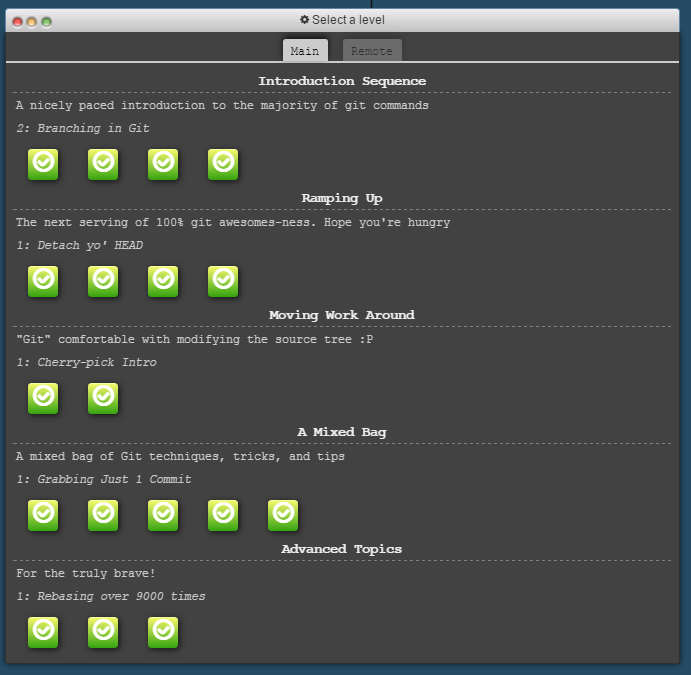 Select a level
Main Remote
Introduction Sequence
A nicely paced introduction to the majority of git commands
2: Branching in Git
Ramping Up
The next serving of 100% git awesomes-ness. Hope you're hungry
1: Detach yo' HEAD
Moving Work Around
"Git" comfortable with modifying the source tree :P
1: Cherry-pick Intro
A Mixed Bag
A mixed bag of Git techniques, tricks, and tips
1: Grabbing Just 1 Commit
Advanced Topics
For the truly brave!
1: Rebasing over 9000 times